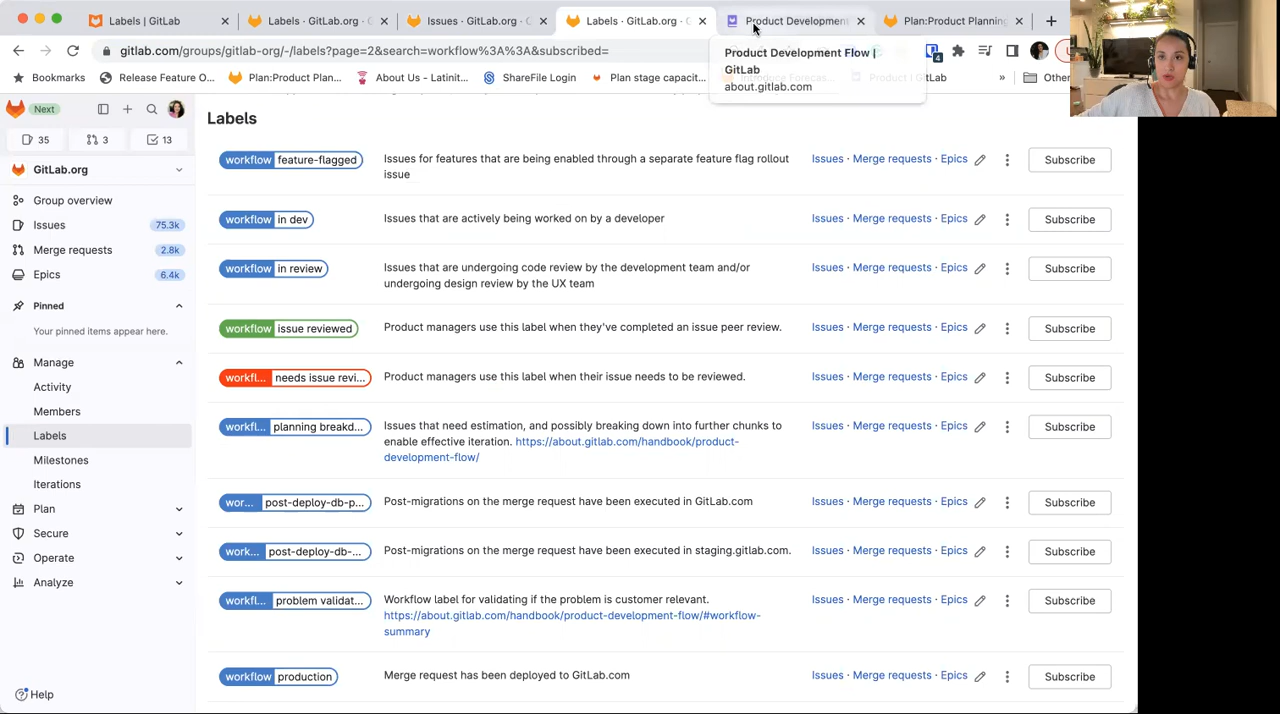 Labels | GitLab
Labels · GitLab.org ·
Issues · GitLab.org ·
Labels · GitLab.org ·
Product Development
Plan:Product Planning
gitlab.com/groups/gitlab-org/-/labels?page=2&search=workflow%3A%3A&subscribed=
4
Product Development Flow |
GitLab
about.gitlab.com
Bookmarks
Release Feature O...
Plan:Product Plan...
About Us - Latinit...
ShareFile Login
Plan stage capacit...
Introduce Forecas...
Product | GitLab
»
Other
Next
35
3
13
GitLab.org
Group overview
Issues 75.3k
Merge requests 2.8k
Epics 6.4k
Pinned
Your pinned items appear here.
Manage
Activity
Members
Labels
Milestones
Iterations
Plan
Secure
Operate
Analyze
Help
Labels
workflow feature-flagged
Issues for features that are being enabled through a separate feature flag rollout
issue
Issues · Merge requests · Epics
Subscribe
workflow in dev
Issues that are actively being worked on by a developer
Issues · Merge requests · Epics
Subscribe
workflow in review
Issues that are undergoing code review by the development team and/or
undergoing design review by the UX team
Issues · Merge requests · Epics
Subscribe
workflow issue reviewed
Product managers use this label when they've completed an issue peer review.
Issues · Merge requests · Epics
Subscribe
workfl... needs issue revi...
Product managers use this label when their issue needs to be reviewed.
Issues · Merge requests · Epics
Subscribe
workfl... planning breakd...
Issues that need estimation, and possibly breaking down into further chunks to
enable effective iteration. https://about.gitlab.com/handbook/product-
development-flow/
Issues · Merge requests · Epics
Subscribe
wor... post-deploy-db-p...
Post-migrations on the merge request have been executed in GitLab.com
Issues · Merge requests · Epics
Subscribe
work... post-deploy-db-...
Post-migrations on the merge request have been executed in staging.gitlab.com.
Issues · Merge requests · Epics
Subscribe
workfl... problem validat...
Workflow label for validating if the problem is customer relevant.
https://about.gitlab.com/handbook/product-development-flow/#workflow-
summary
Issues · Merge requests · Epics
Subscribe
workflow production
Merge request has been deployed to GitLab.com
Issues · Merge requests · Epics
Subscribe